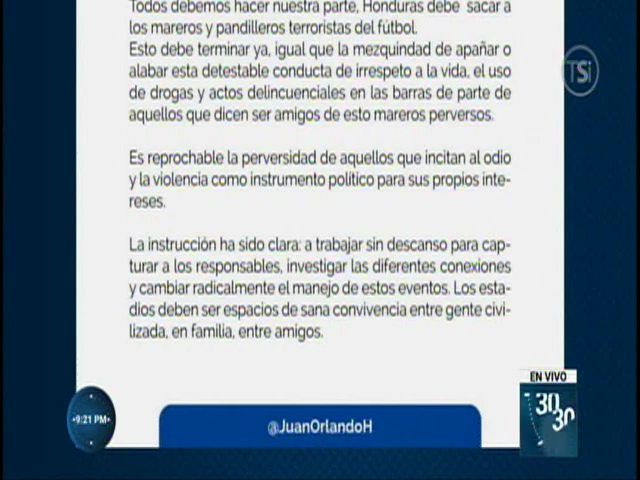 Todos debemos hacer nuestra parte, Honduras debe sacar a
los mareros y pandilleros terroristas del fútbol.
Esto debe terminar ya, igual que la mezquindad de apañar o
alabar esta detestable conducta de irrespeto a la vida, el uso
de drogas y actos delincuenciales en las barras de parte de
aquellos que dicen ser amigos de esto mareros perversos.
Es reprochable la perversidad de aquellos que incitan al odio
y la violencia como instrumento político para sus propios inte-
reses.
La instrucción ha sido clara: a trabajar sin descanso para cap-
turar a los responsables, investigar las diferentes conexiones
y cambiar radicalmente el manejo de estos eventos. Los esta-
dios deben ser espacios de sana convivencia entre gente civi-
lizada, en familia, entre amigos.
@JuanOrlandoH
TSi
9:21 PM
EN VIVO
30
30